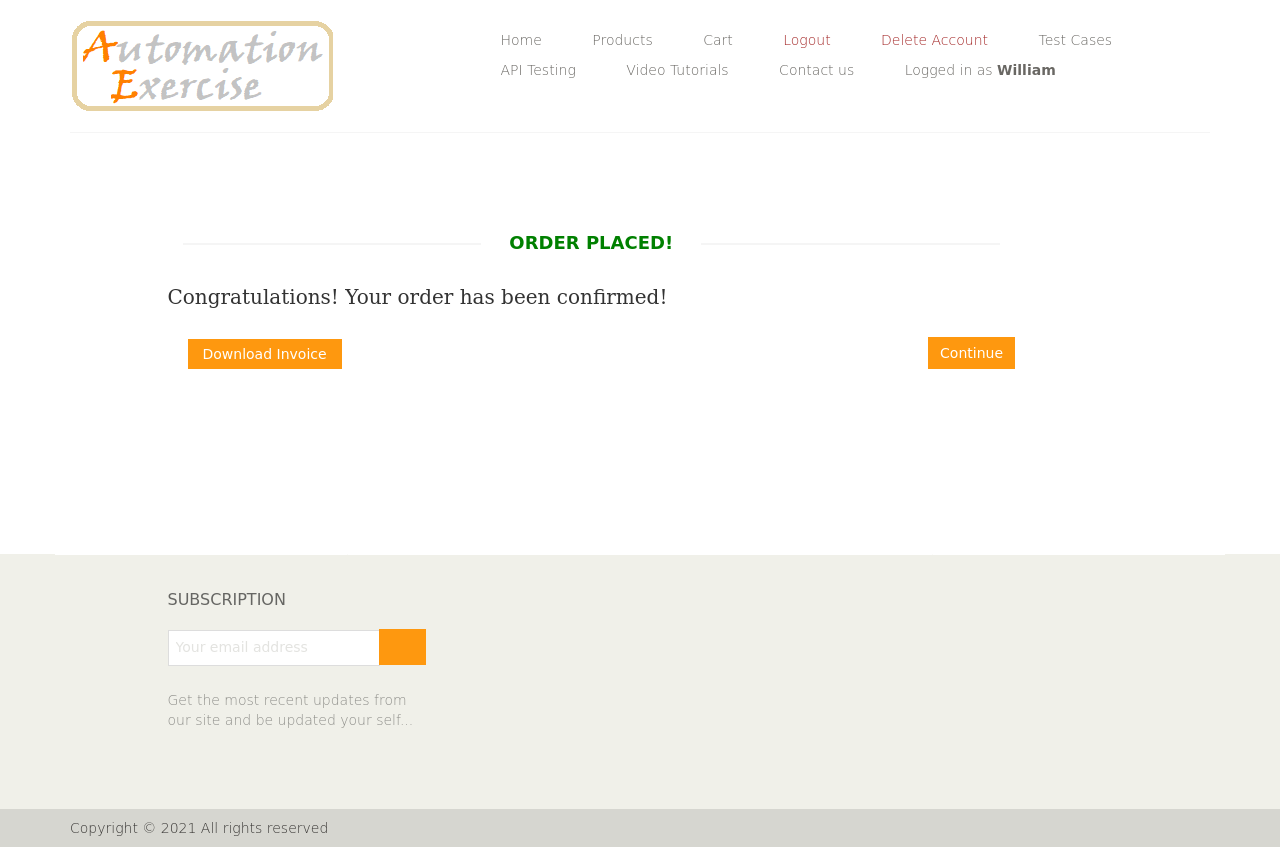 Automation
Exercise
Home Products Cart Logout Delete Account Test Cases
API Testing Video Tutorials Contact us Logged in as William
ORDER PLACED!
Congratulations! Your order has been confirmed!
Download Invoice Continue
SUBSCRIPTION
Your email address
Get the most recent updates from
our site and be updated your self...
Copyright © 2021 All rights reserved